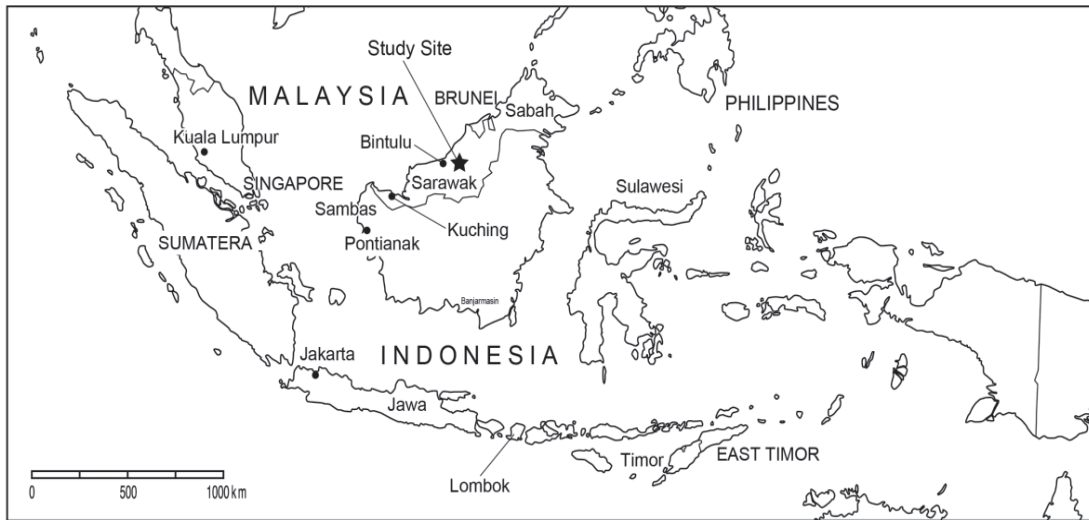 Study Site
MALAYSIA
BRUNEI
Sabah
PHILIPPINES
Kuala Lumpur
Bintulu
Sarawak
SINGAPORE
Sulawesi
Sambas
Kuching
SUMATERA
Pontianak
Banjarmasin
INDONESIA
Jakarta
Jawa
Timor
EAST TIMOR
Lombok
0 500 1000 km